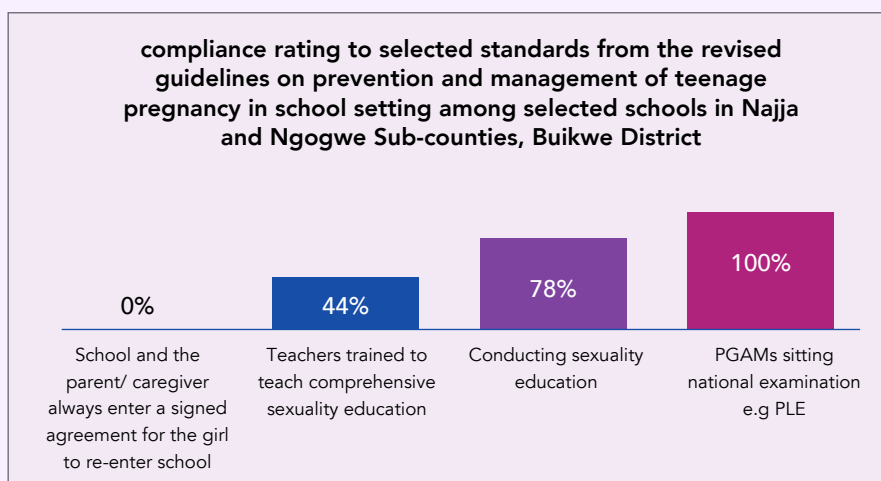 compliance rating to selected standards from the revised
guidelines on prevention and management of teenage
pregnancy in school setting among selected schools in Najja
and Ngogwe Sub-counties, Buikwe District
0%
44%
78%
100%
School and the
parent/ caregiver
always enter a signed
agreement for the girl
to re-enter school
Teachers trained to
teach comprehensive
sexuality education
Conducting sexuality
education
PGAMs sitting
national examination
e.g PLE